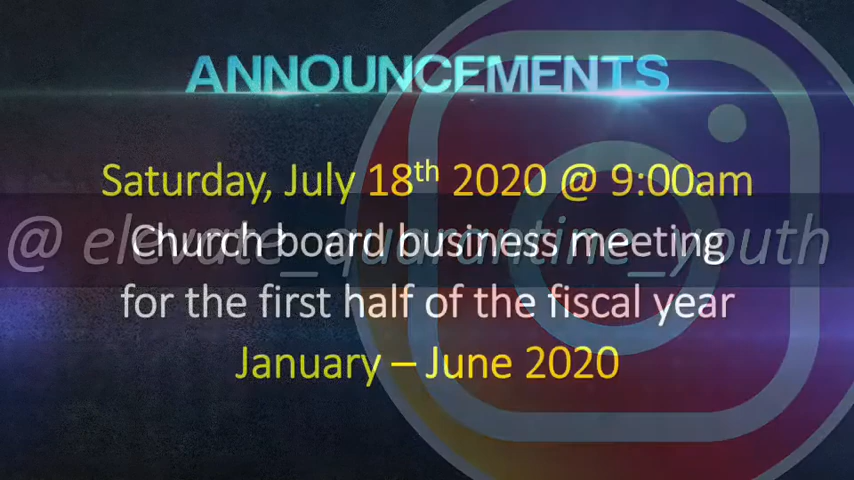 ANNOUNCEMENTS
Saturday, July 18th 2020 @ 9:00am
Church board business meeting
@ elevate_quarantine_youth
for the first half of the fiscal year
January – June 2020